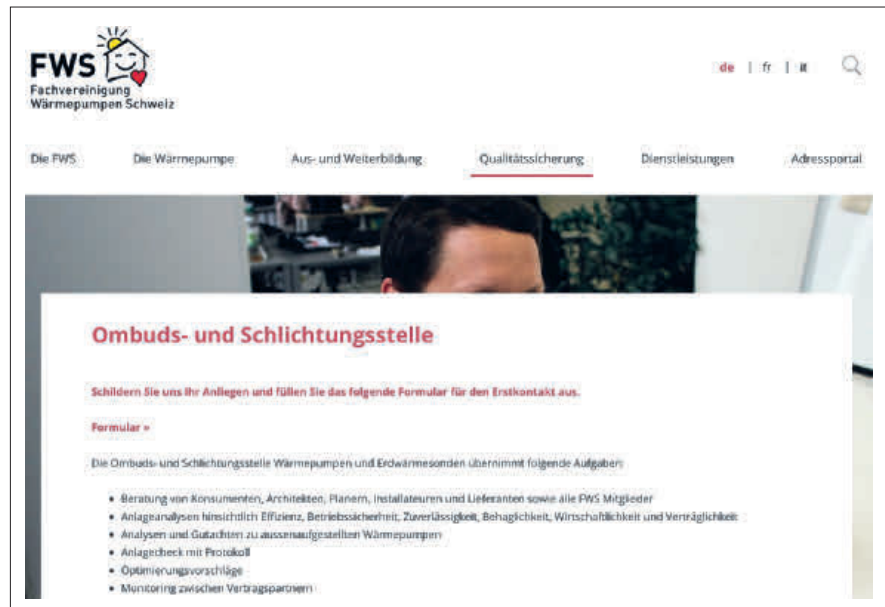 FWS
Fachvereinigung
Wärmepumpen Schweiz
de | fr | it
Die FWS Die Wärmepumpe Aus- und Weiterbildung Qualitätssicherung Dienstleistungen Adressportal
Ombuds- und Schlichtungsstelle
Schildern Sie uns Ihr Anliegen und füllen Sie das folgende Formular für den Erstkontakt aus.
Formular »
Die Ombuds- und Schlichtungsstelle Wärmepumpen und Erdwärmesonden übernimmt folgende Aufgaben:
• Beratung von Konsumenten, Architekten, Planern, Installateuren und Lieferanten sowie alle FWS Mitglieder
• Anlageanalysen hinsichtlich Effizienz, Betriebssicherheit, Zuverlässigkeit, Behaglichkeit, Wirtschaftlichkeit und Verträglichkeit
• Analysen und Gutachten zu aussenaufgestellten Wärmepumpen
• Anlagecheck mit Protokoll
• Optimierungsvorschläge
• Monitoring zwischen Vertragspartnern